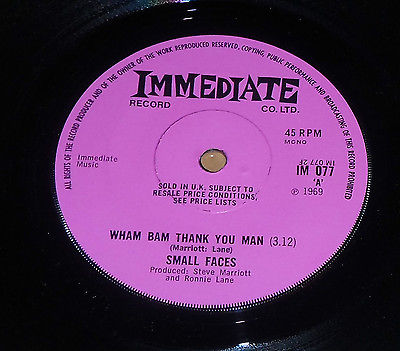 ALL RIGHTS OF THE RECORD PRODUCER AND OF THE OWNER OF THE WORK REPRODUCED RESERVED. COPYING, PUBLIC PERFORMANCE AND BROADCASTING OF THIS RECORD PROHIBITED
IMMEDIATE
RECORD CO. LTD.
45 RPM
MONO
Immediate
Music
IM 077 2F
IM 077
'A'
℗ 1969
SOLD IN U.K. SUBJECT TO
RESALE PRICE CONDITIONS,
SEE PRICE LISTS
WHAM BAM THANK YOU MAN (3.12)
(Marriott: Lane)
SMALL FACES
Produced: Steve Marriott
and Ronnie Lane